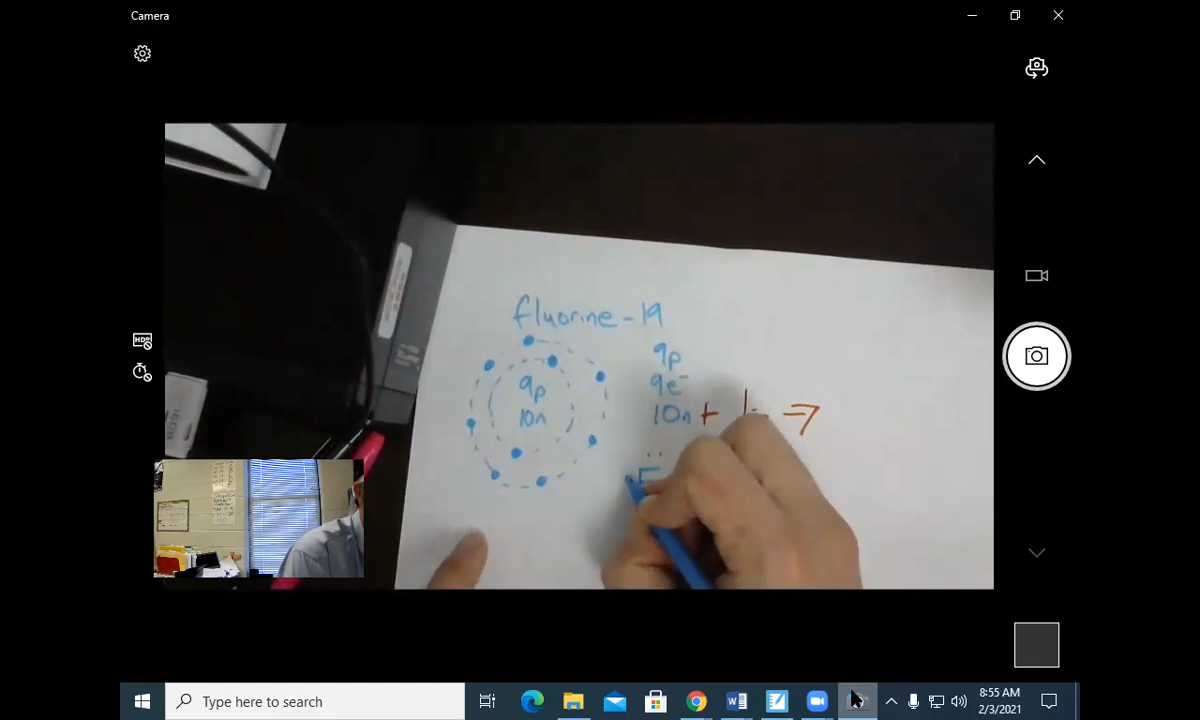 Camera
fluorine-19
9p
10n
9p
9e⁻
10n + =>
F
Type here to search
8:55 AM
2/3/2021